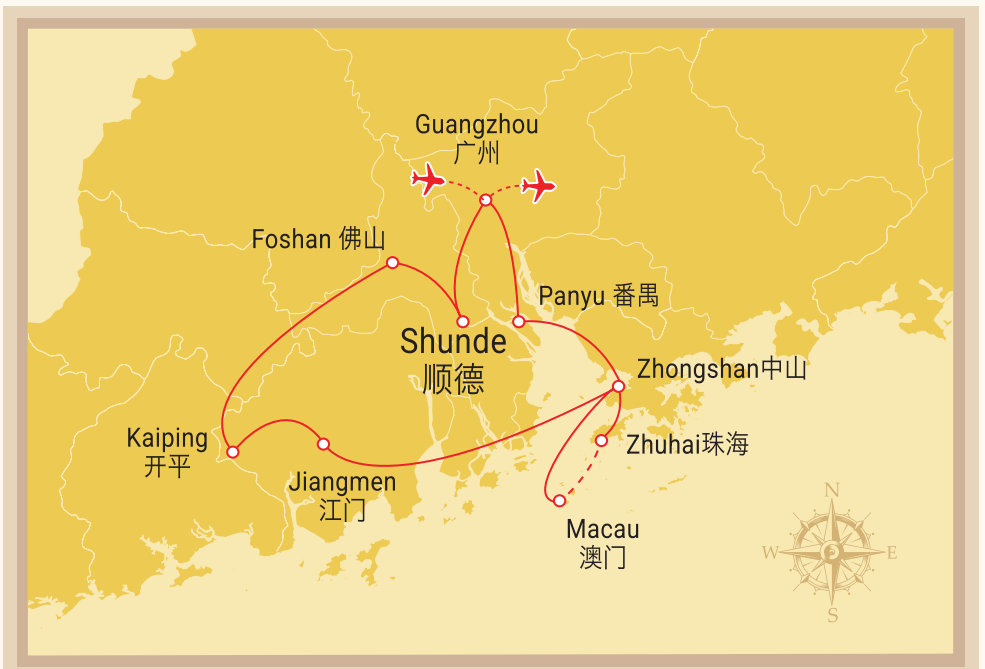 Guangzhou
广州
Foshan 佛山
Panyu 番禺
Shunde
顺德
Zhongshan中山
Kaiping
开平
Zhuhai珠海
Jiangmen
江门
Macau
澳门
N
W
E
S